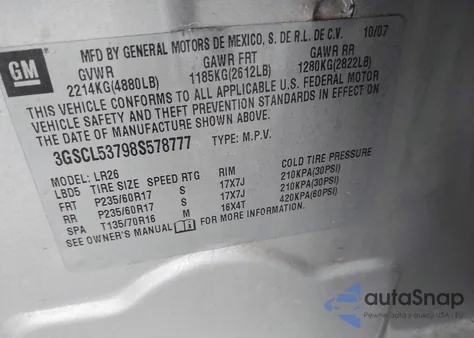 GM
MFD BY GENERAL MOTORS DE MEXICO, S. DE R.L. DE C.V. 10/07
GVWR GAWR FRT GAWR RR
2214KG(4880LB) 1185KG(2612LB) 1280KG(2822LB)
THIS VEHICLE CONFORMS TO ALL APPLICABLE U.S. FEDERAL MOTOR
VEHICLE SAFETY AND THEFT PREVENTION STANDARDS IN EFFECT ON
THE DATE OF MANUFACTURE SHOWN ABOVE.
3GSCL53798S578777 TYPE: M.P.V.
MODEL: LR26
LBD5 TIRE SIZE SPEED RTG RIM COLD TIRE PRESSURE
FRT P235/60R17 S 17X7J 210KPA(30PSI)
RR P235/60R17 S 17X7J 210KPA(30PSI)
SPA T135/70R16 M 16X4T 420KPA(60PSI)
SEE OWNER'S MANUAL FOR MORE INFORMATION.
autoSnap